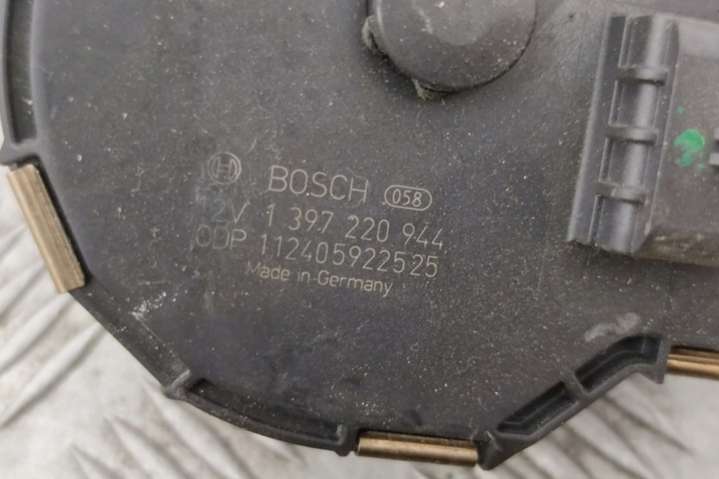 BOSCH 058
12V 1 397 220 944
ODP 112405922525
Made in Germany